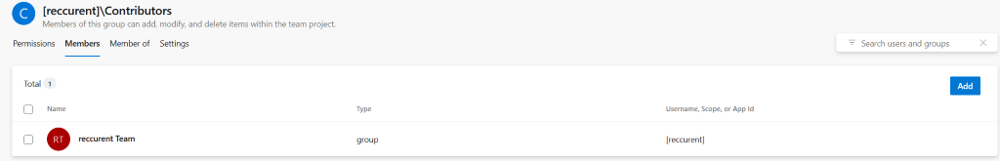 C
[reccurent]\Contributors
Members of this group can add, modify, and delete items within the team project.
Permissions Members Member of Settings
Search users and groups
Total 1
Add
Name Type Username, Scope, or App Id
RT reccurent Team group [reccurent]